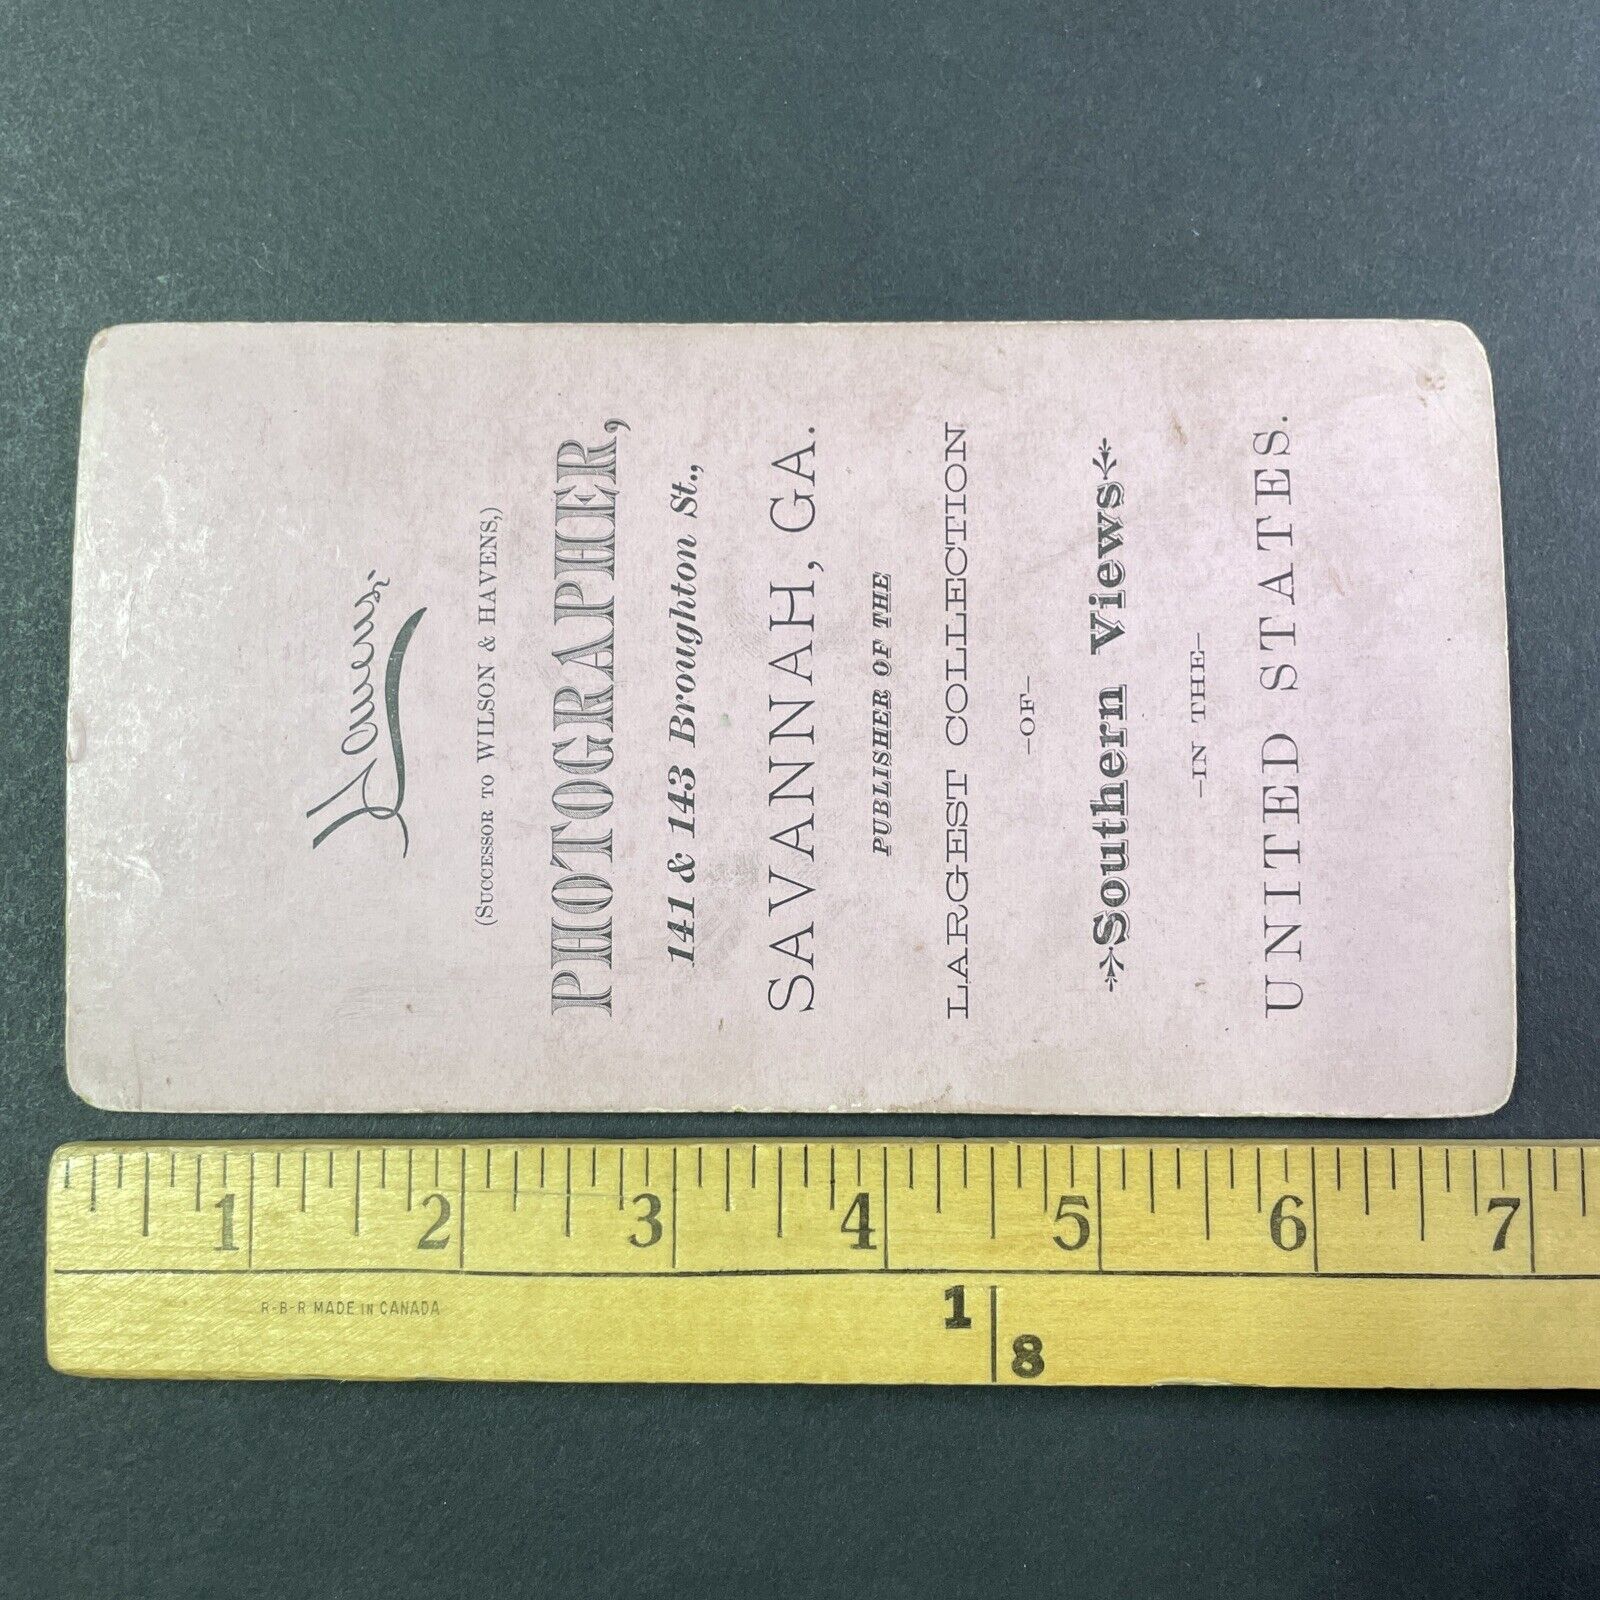 Havens.
(Successor to WILSON & HAVENS,)
PHOTOGRAPHER,
141 & 143 Broughton St.,
SAVANNAH, GA.
PUBLISHER OF THE
LARGEST COLLECTION
–OF–
Southern Views
–IN THE–
UNITED STATES.
1 2 3 4 5 6 7
R-B-R MADE IN CANADA
1
8